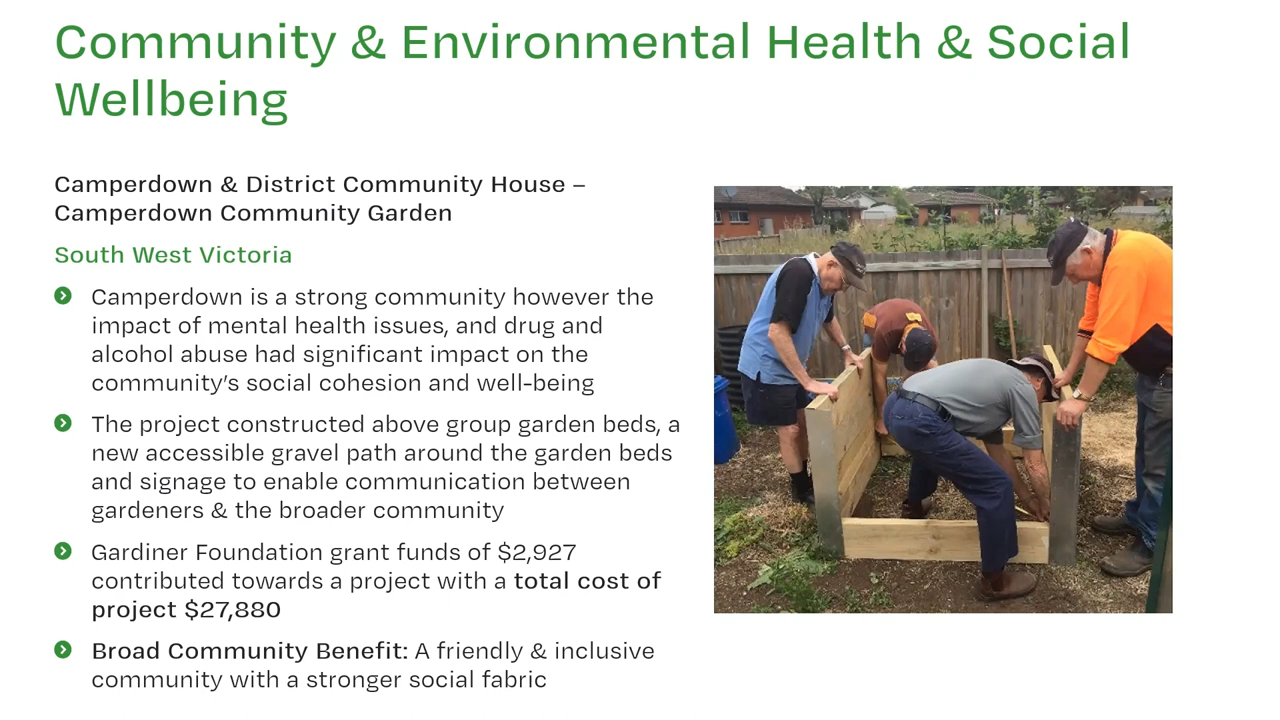 Community & Environmental Health & Social
Wellbeing
Camperdown & District Community House –
Camperdown Community Garden
South West Victoria
Camperdown is a strong community however the
impact of mental health issues, and drug and
alcohol abuse had significant impact on the
community's social cohesion and well-being
The project constructed above group garden beds, a
new accessible gravel path around the garden beds
and signage to enable communication between
gardeners & the broader community
Gardiner Foundation grant funds of $2,927
contributed towards a project with a total cost of
project $27,880
Broad Community Benefit: A friendly & inclusive
community with a stronger social fabric